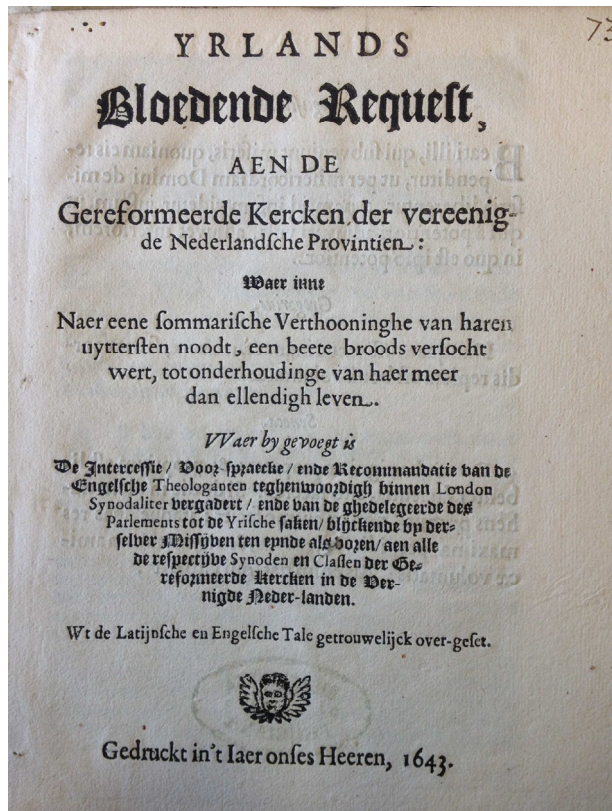 73
YRLANDS
Bloedende Requeſt,
AEN DE
Gereformeerde Kercken der vereenig-
de Nederlandſche Provintien:
Waer inne
Naer eene ſommariſche Verthooninghe van haren
uytterſten noodt, een beete broods verſocht
wert, tot onderhoudinge van haer meer
dan ellendigh leven.
VVaer by gevoegt is
De Interceſſie / Voor-ſpraecke / ende Recommandatie van de
Engelſche Theologanten teghenwoordigh binnen London
Synodaliter vergadert / ende van de ghedelegeerde des
Parlements tot de Yriſche ſaken / blijckende by der-
ſelver Miſſyven ten eynde als vozen / aen alle
de reſpectyve Synoden en Claſſen der Ge-
reformeerde Kercken in de Ver-
nigde Neder-landen.
Wt de Latijnſche en Engelſche Tale getrouwelijck over-geſet.
Gedruckt in't Iaer onſes Heeren, 1643.